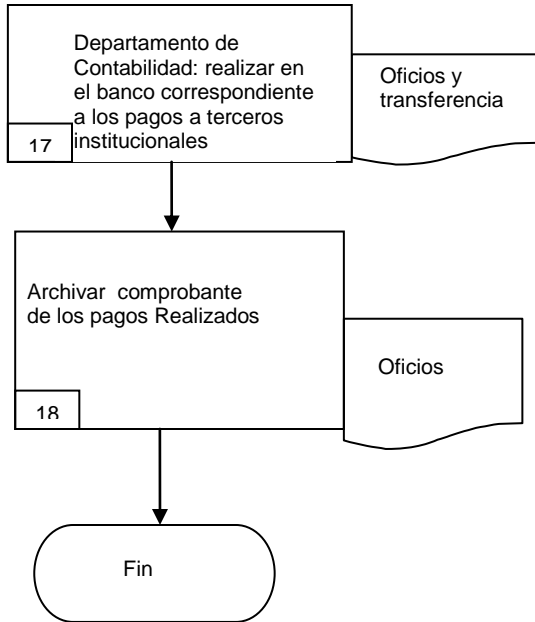 Departamento de
Contabilidad: realizar en
el banco correspondiente
a los pagos a terceros
institucionales
17
Oficios y
transferencia
Archivar comprobante
de los pagos Realizados
18
Oficios
Fin